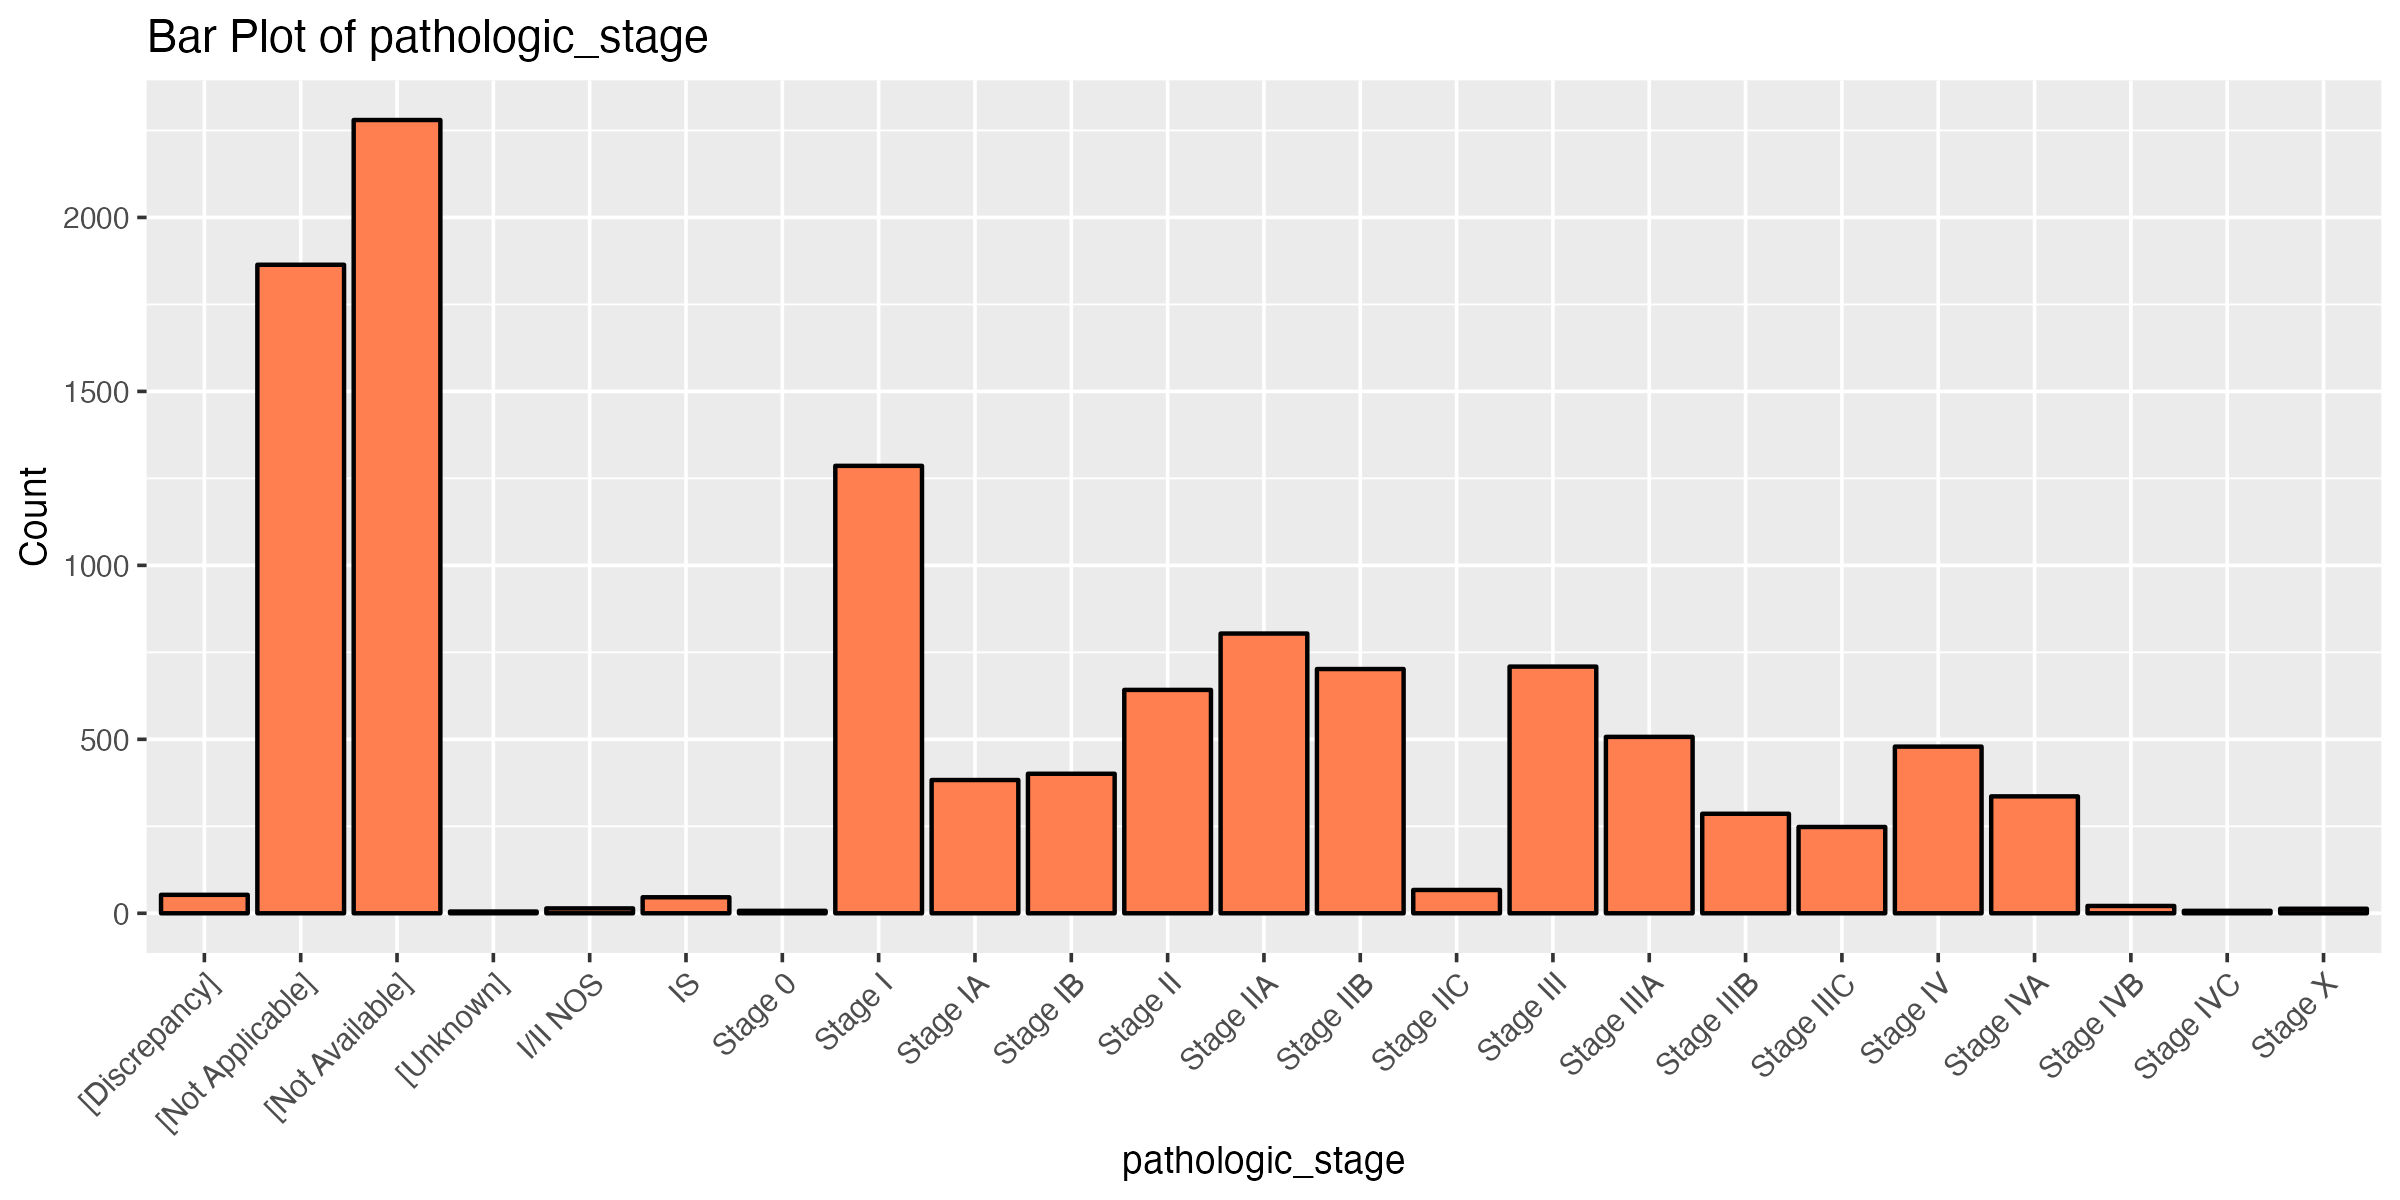 Bar Plot of pathologic_stage
Count
2000
1500
1000
500
0
[Discrepancy]
[Not Applicable]
[Not Available]
[Unknown]
I/II NOS
IS
Stage 0
Stage I
Stage IA
Stage IB
Stage II
Stage IIA
Stage IIB
Stage IIC
Stage III
Stage IIIA
Stage IIIB
Stage IIIC
Stage IV
Stage IVA
Stage IVB
Stage IVC
Stage X
pathologic_stage